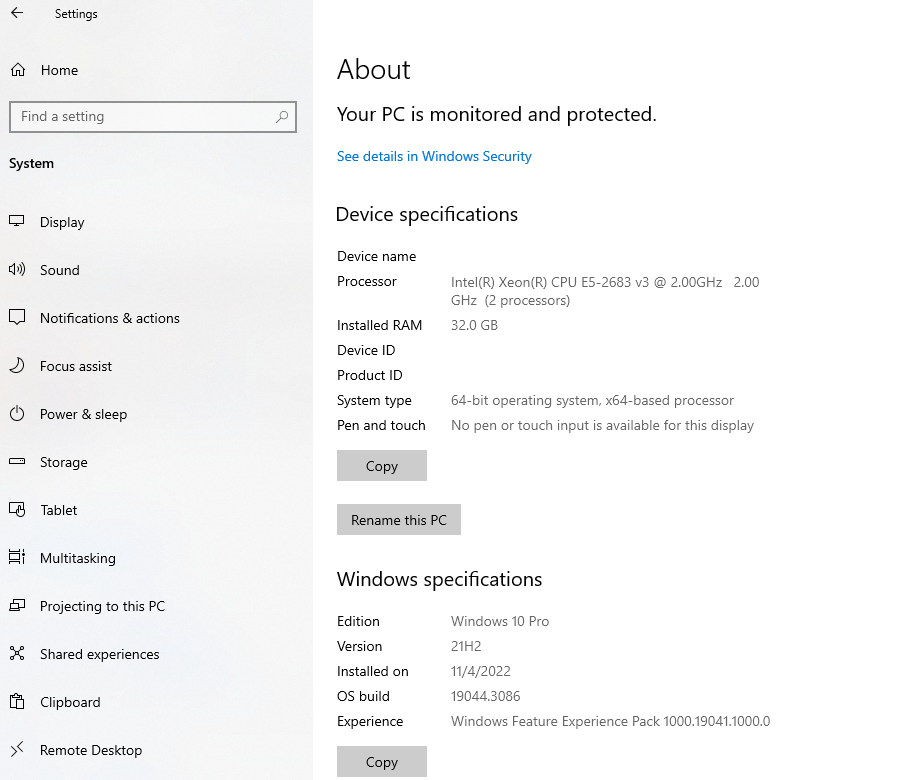 Settings
Home
Find a setting
System
Display
Sound
Notifications & actions
Focus assist
Power & sleep
Storage
Tablet
Multitasking
Projecting to this PC
Shared experiences
Clipboard
Remote Desktop
About
Your PC is monitored and protected.
See details in Windows Security
Device specifications
Device name
Processor Intel(R) Xeon(R) CPU E5-2683 v3 @ 2.00GHz 2.00
GHz (2 processors)
Installed RAM 32.0 GB
Device ID
Product ID
System type 64-bit operating system, x64-based processor
Pen and touch No pen or touch input is available for this display
Copy
Rename this PC
Windows specifications
Edition Windows 10 Pro
Version 21H2
Installed on 11/4/2022
OS build 19044.3086
Experience Windows Feature Experience Pack 1000.19041.1000.0
Copy